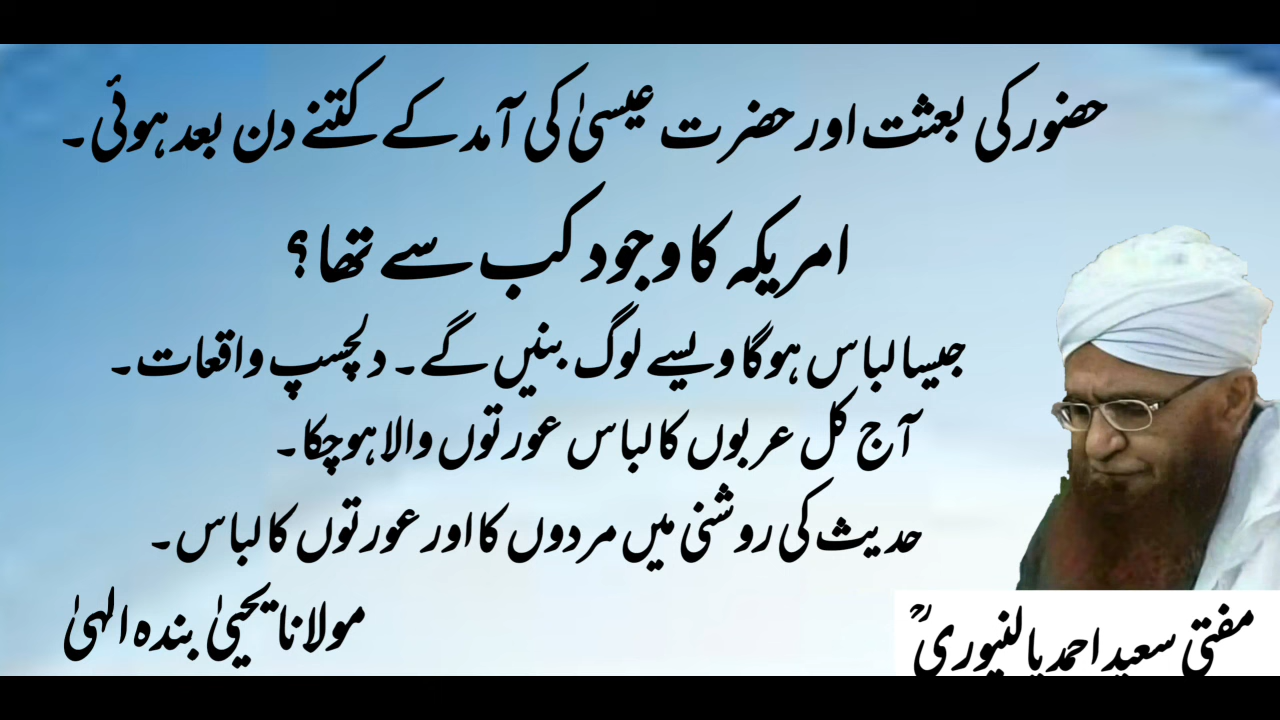 حضور کی بعثت اور حضرت عیسیٰ کی آمد کے کتنے دن بعد ہوئی۔
امریکہ کا وجود کب سے تھا؟
جیسا لباس ہوگا ویسے لوگ بنیں گے۔ دلچسپ واقعات۔
آج کل عربوں کا لباس عورتوں والا ہوچکا۔
حدیث کی روشنی میں مردوں کا اور عورتوں کا لباس۔
مولانا یحییٰ بندہ الہیٰ
مفتی سعید احمد پالنپوریؒ